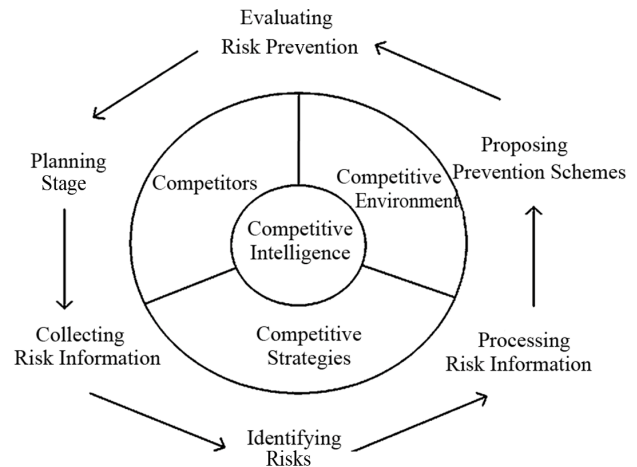 Evaluating
Risk Prevention
Planning
Stage
Competitors
Competitive
Environment
Proposing
Prevention Schemes
Competitive
Intelligence
Collecting
Risk Information
Competitive
Strategies
Processing
Risk Information
Identifying
Risks